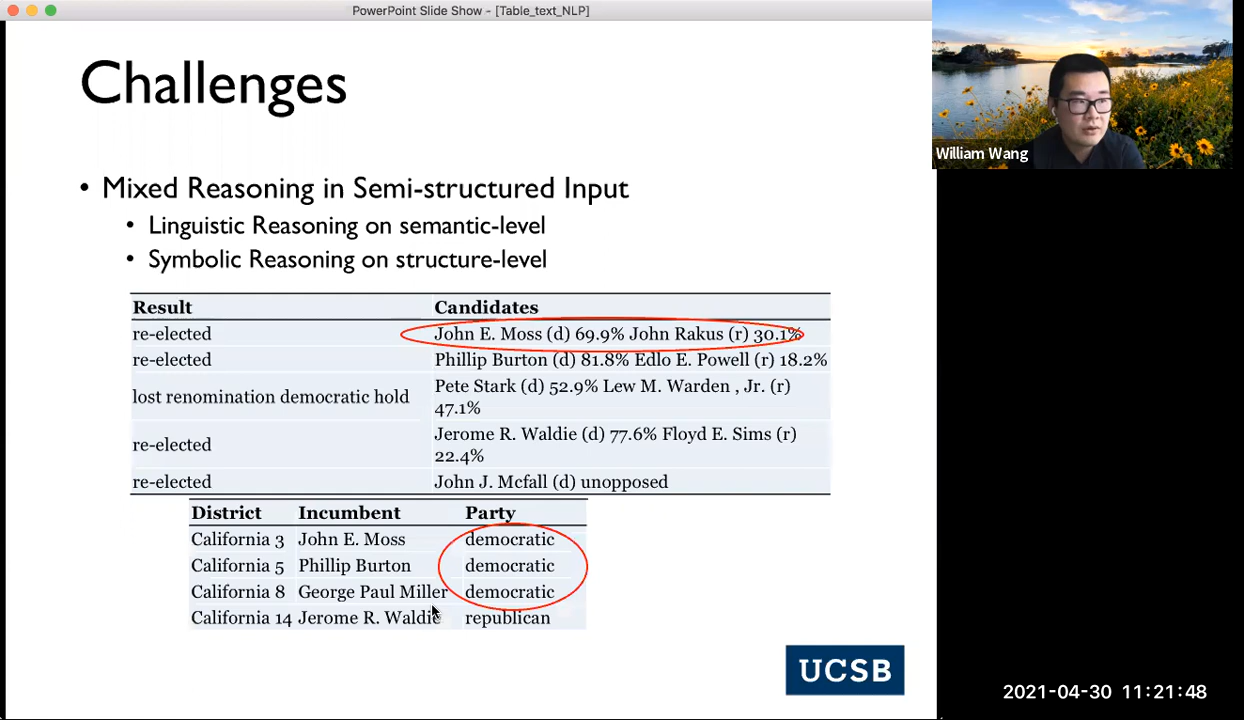 PowerPoint Slide Show - [Table_text_NLP]
Challenges
• Mixed Reasoning in Semi-structured Input
• Linguistic Reasoning on semantic-level
• Symbolic Reasoning on structure-level
Result Candidates
re-elected John E. Moss (d) 69.9% John Rakus (r) 30.1%
re-elected Phillip Burton (d) 81.8% Edlo E. Powell (r) 18.2%
lost renomination democratic hold Pete Stark (d) 52.9% Lew M. Warden , Jr. (r)
47.1%
re-elected Jerome R. Waldie (d) 77.6% Floyd E. Sims (r)
22.4%
re-elected John J. Mcfall (d) unopposed
District Incumbent Party
California 3 John E. Moss democratic
California 5 Phillip Burton democratic
California 8 George Paul Miller democratic
California 14 Jerome R. Waldie republican
UCSB
William Wang
2021-04-30 11:21:48